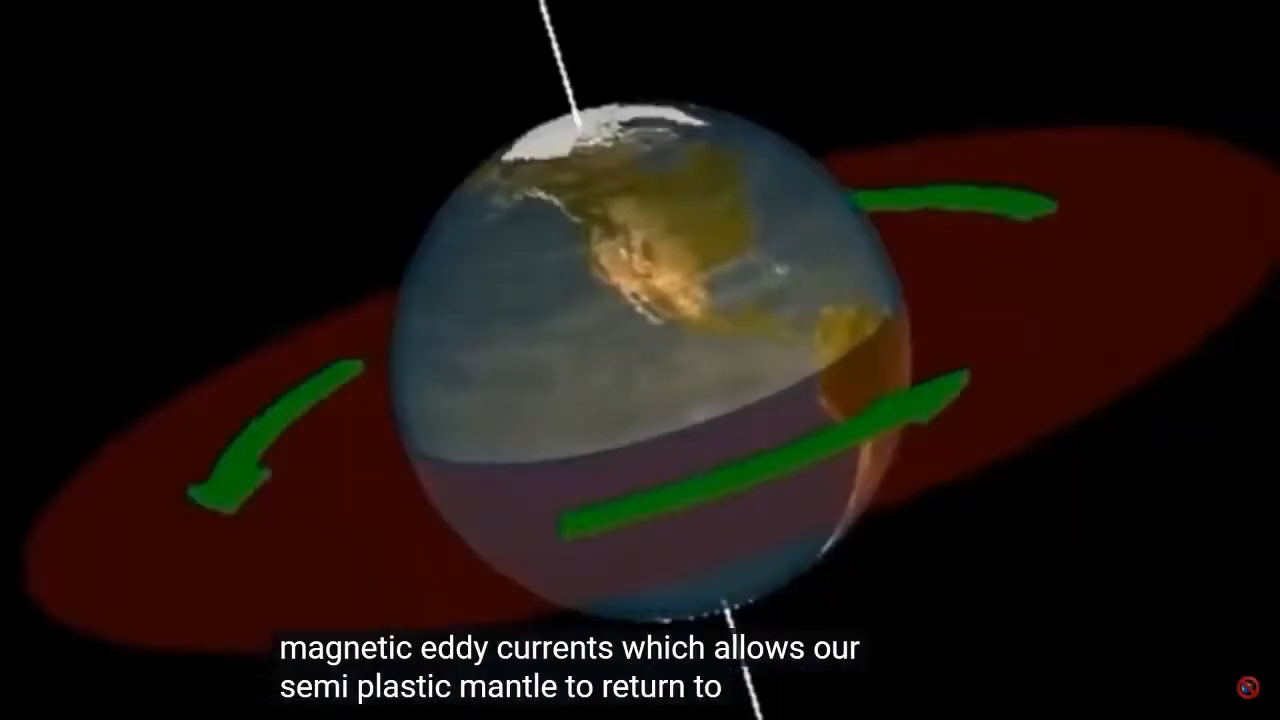 magnetic eddy currents which allows our
semi plastic mantle to return to